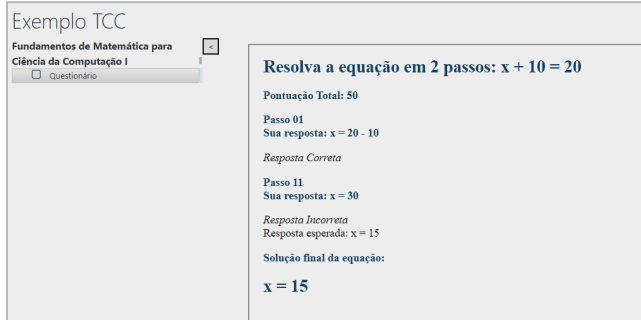 Exemplo TCC
Fundamentos de Matemática para
Ciência da Computação I
Questionário
<
Resolva a equação em 2 passos: x + 10 = 20
Pontuação Total: 50
Passo 01
Sua resposta: x = 20 - 10
Resposta Correta
Passo 11
Sua resposta: x = 30
Resposta Incorreta
Resposta esperada: x = 15
Solução final da equação:
x = 15